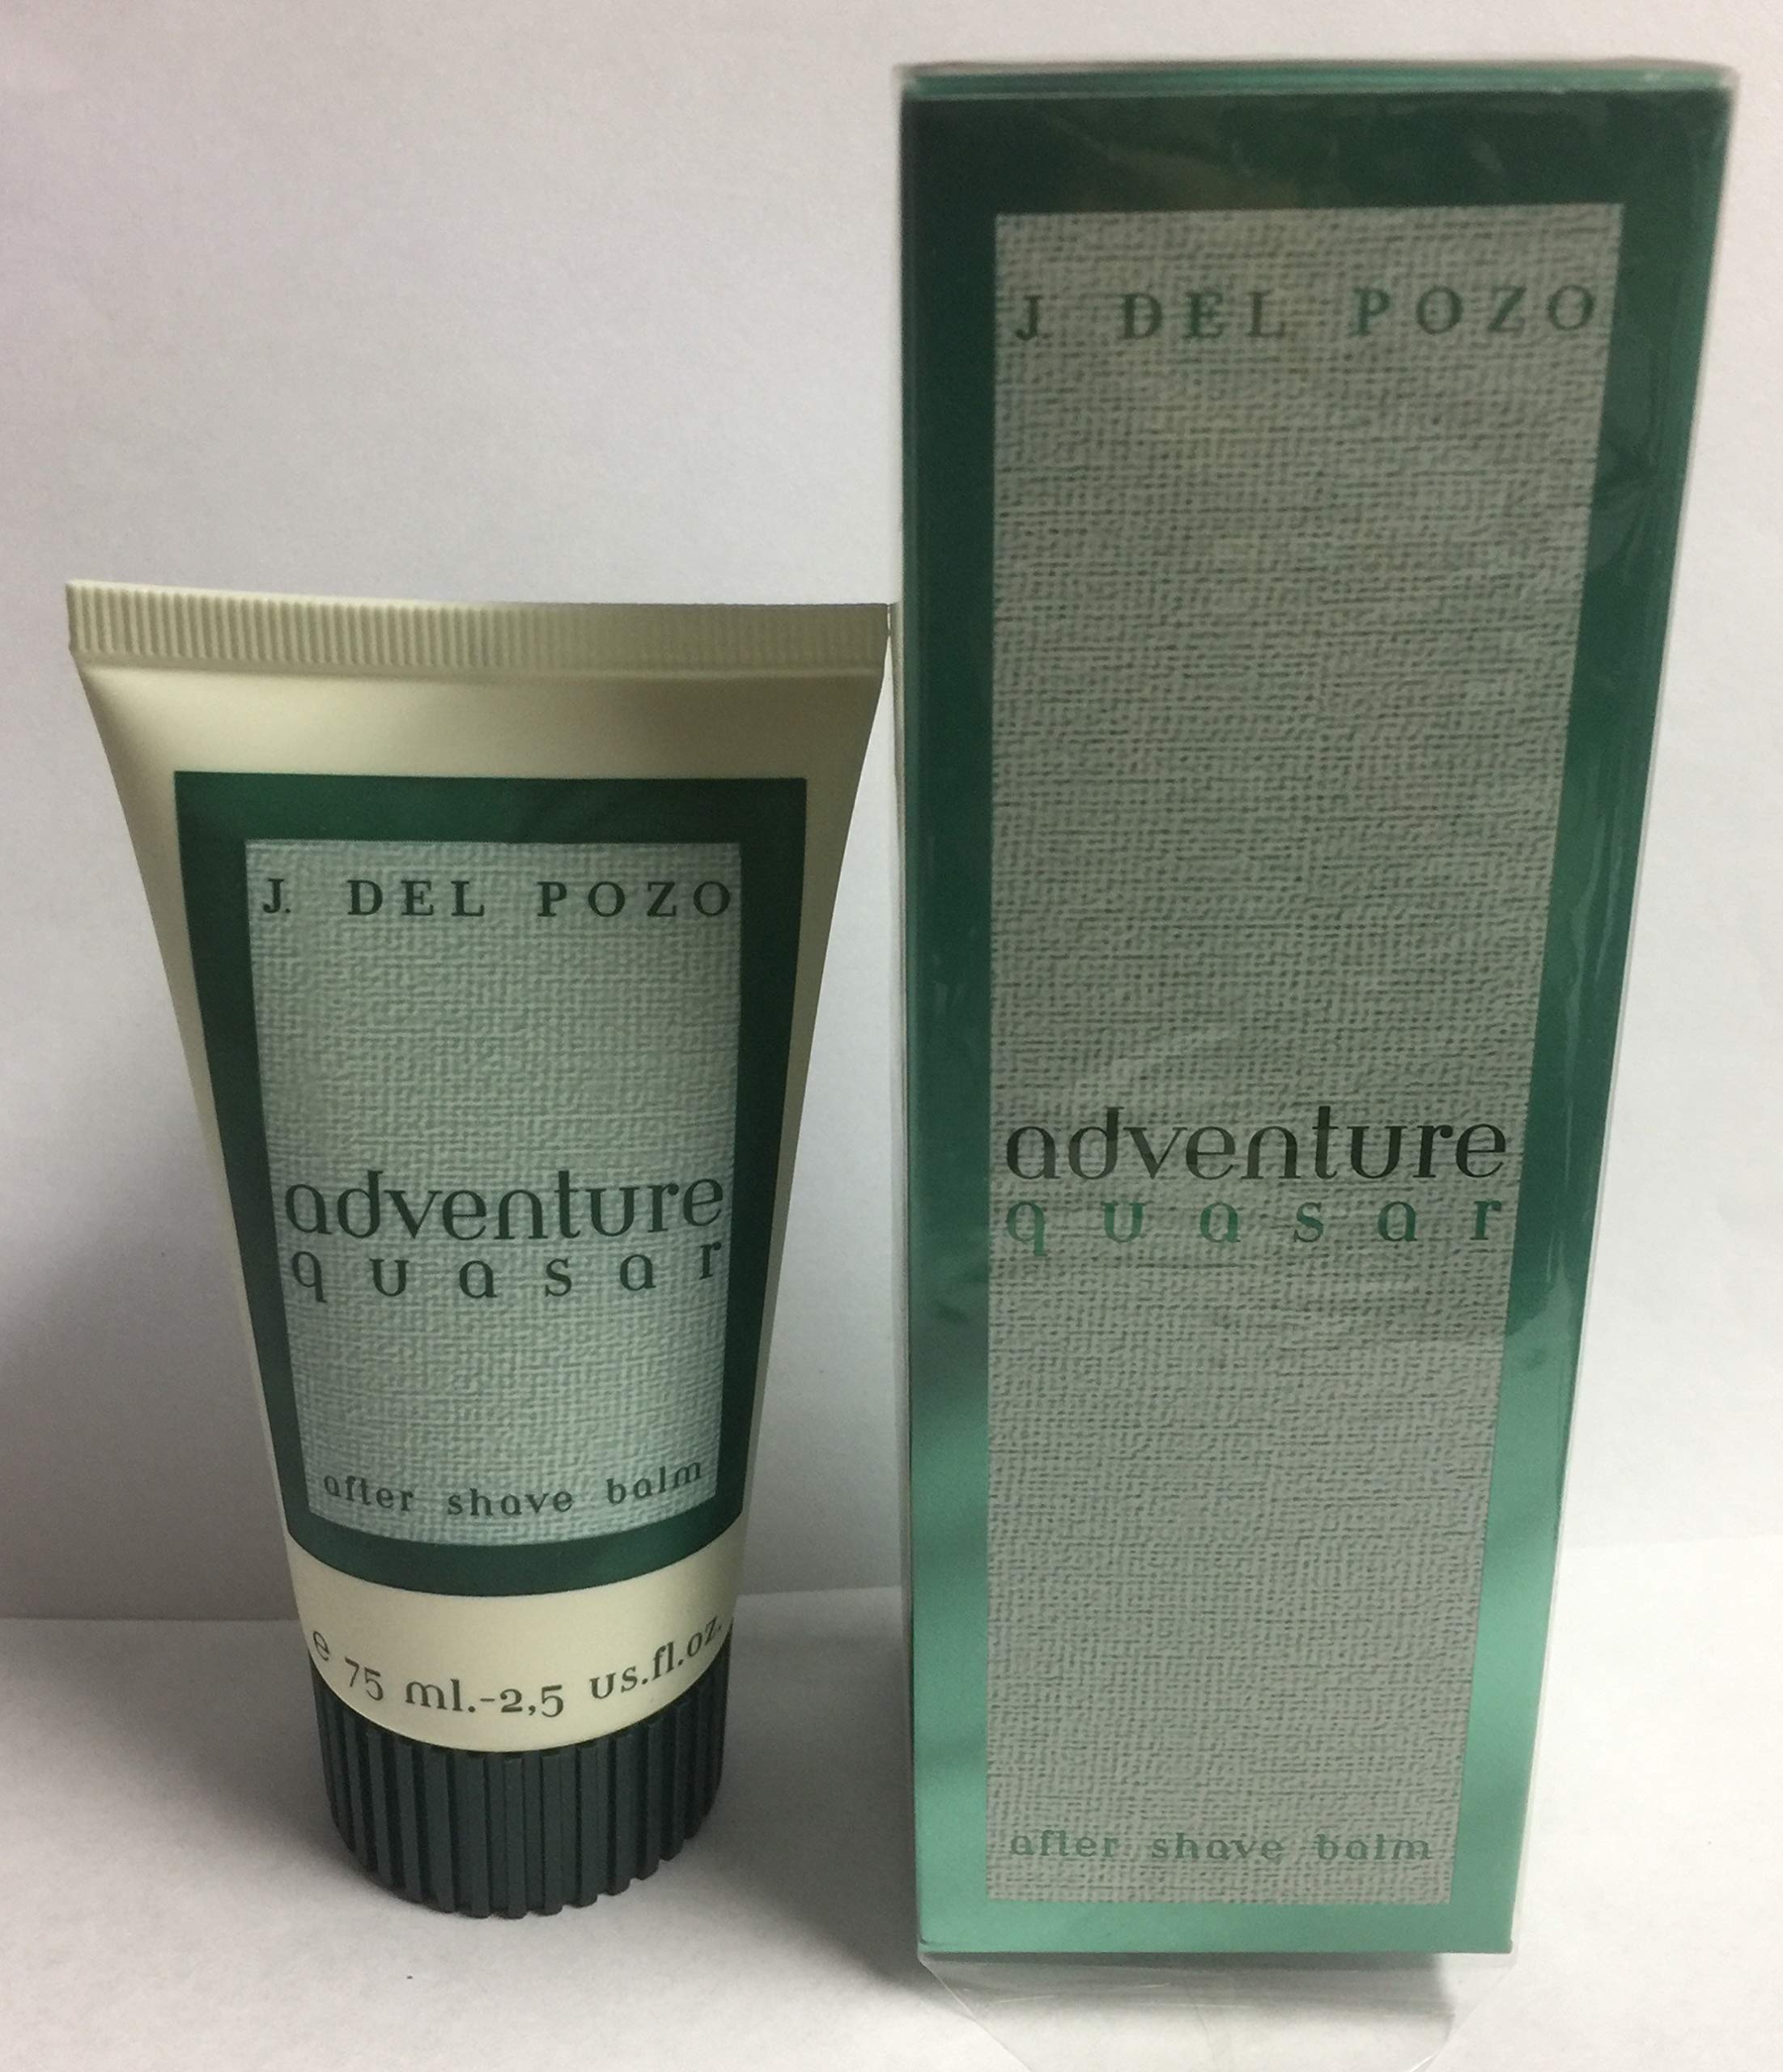 J. DEL POZO
adventure
quasar
after shave balm
e 75 ml.-2,5 us.fl.oz.
J. DEL POZO
adventure
quasar
after shave balm